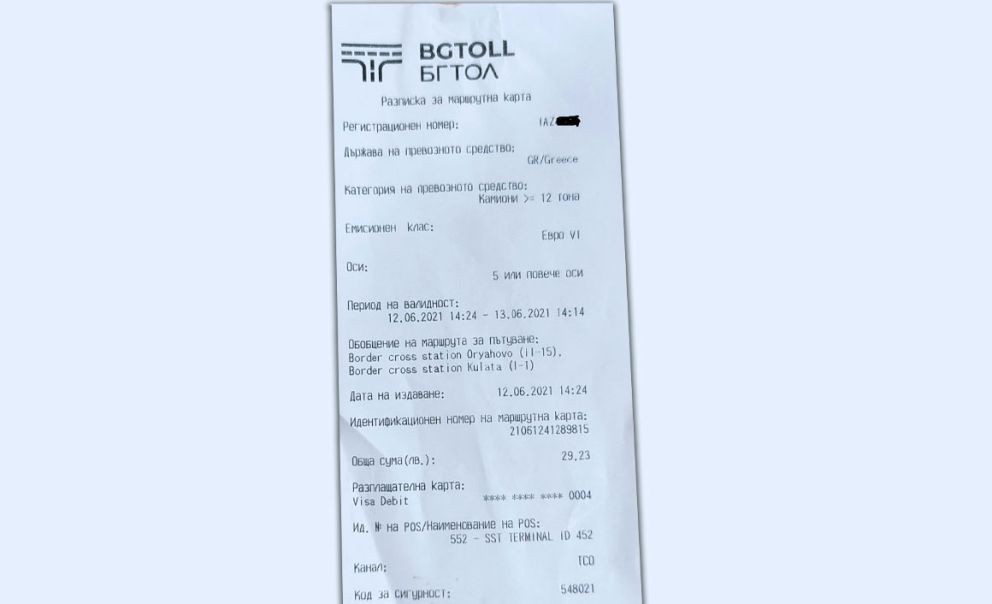 BGTOLL
БГТОЛ
Разписка за маршрутна карта
Регистрационен номер: IAZ
Държава на превозното средство:
GR/Greece
Категория на превозното средство:
Камиони >= 12 тона
Емисионен клас:
Евро VI
Оси:
5 или повече оси
Период на валидност:
12.06.2021 14:24 - 13.06.2021 14:14
Обобщение на маршрута за пътуване:
Border cross station Oryahovo (II-15),
Border cross station Kulata (I-1)
Дата на издаване: 12.06.2021 14:24
Идентификационен номер на маршрутна карта:
21061241289815
Обща сума(лв.): 29.23
Разплащателна карта:
Visa Debit **** **** **** 0004
Ид. № на POS/Наименование на POS:
552 - SST TERMINAL ID 452
Канал: TCO
Код за сигурност: 548021